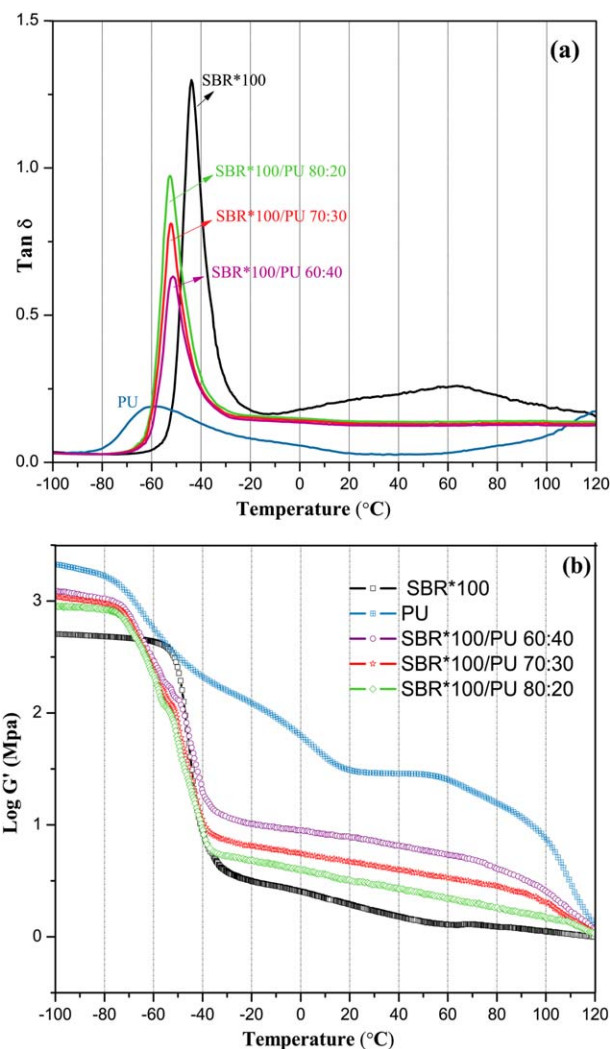 1.5
(a)
SBR*100
1.0
SBR*100/PU 80:20
SBR*100/PU 70:30
Tan δ
SBR*100/PU 60:40
0.5
PU
0.0
-100 -80 -60 -40 -20 0 20 40 60 80 100 120
Temperature (°C)
(b)
SBR*100
3
PU
SBR*100/PU 60:40
SBR*100/PU 70:30
SBR*100/PU 80:20
2
Log G' (Mpa)
1
0
-100 -80 -60 -40 -20 0 20 40 60 80 100 120
Temperature (°C)